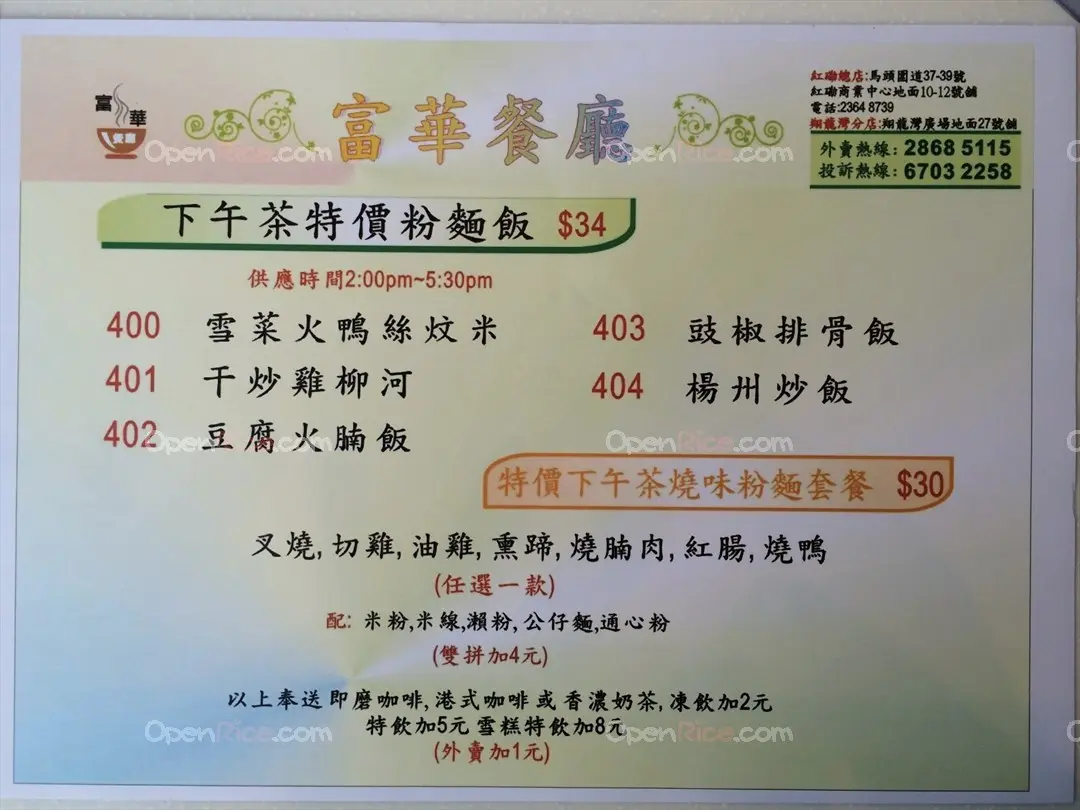 富華
富華餐廳
紅磡總店:馬頭圍道37-39號
紅磡商業中心地面10-12號舖
電話:2364 8739
翔龍灣分店:翔龍灣廣場地面27號舖
外賣熱線: 2868 5115
投訴熱線: 6703 2258
下午茶特價粉麵飯 $34
供應時間2:00pm~5:30pm
400 雪菜火鴨絲炆米
401 干炒雞柳河
402 豆腐火腩飯
403 豉椒排骨飯
404 楊州炒飯
特價下午茶燒味粉麵套餐 $30
叉燒,切雞,油雞,熏蹄,燒腩肉,紅腸,燒鴨
(任選一款)
配: 米粉,米線,瀨粉,公仔麵,通心粉
(雙拼加4元)
以上奉送即磨咖啡,港式咖啡或香濃奶茶,凍飲加2元
特飲加5元 雪糕特飲加8元
(外賣加1元)
OpenRice.com
OpenRice.com
OpenRice.com
OpenRice.com
OpenRice.com
OpenRice.com